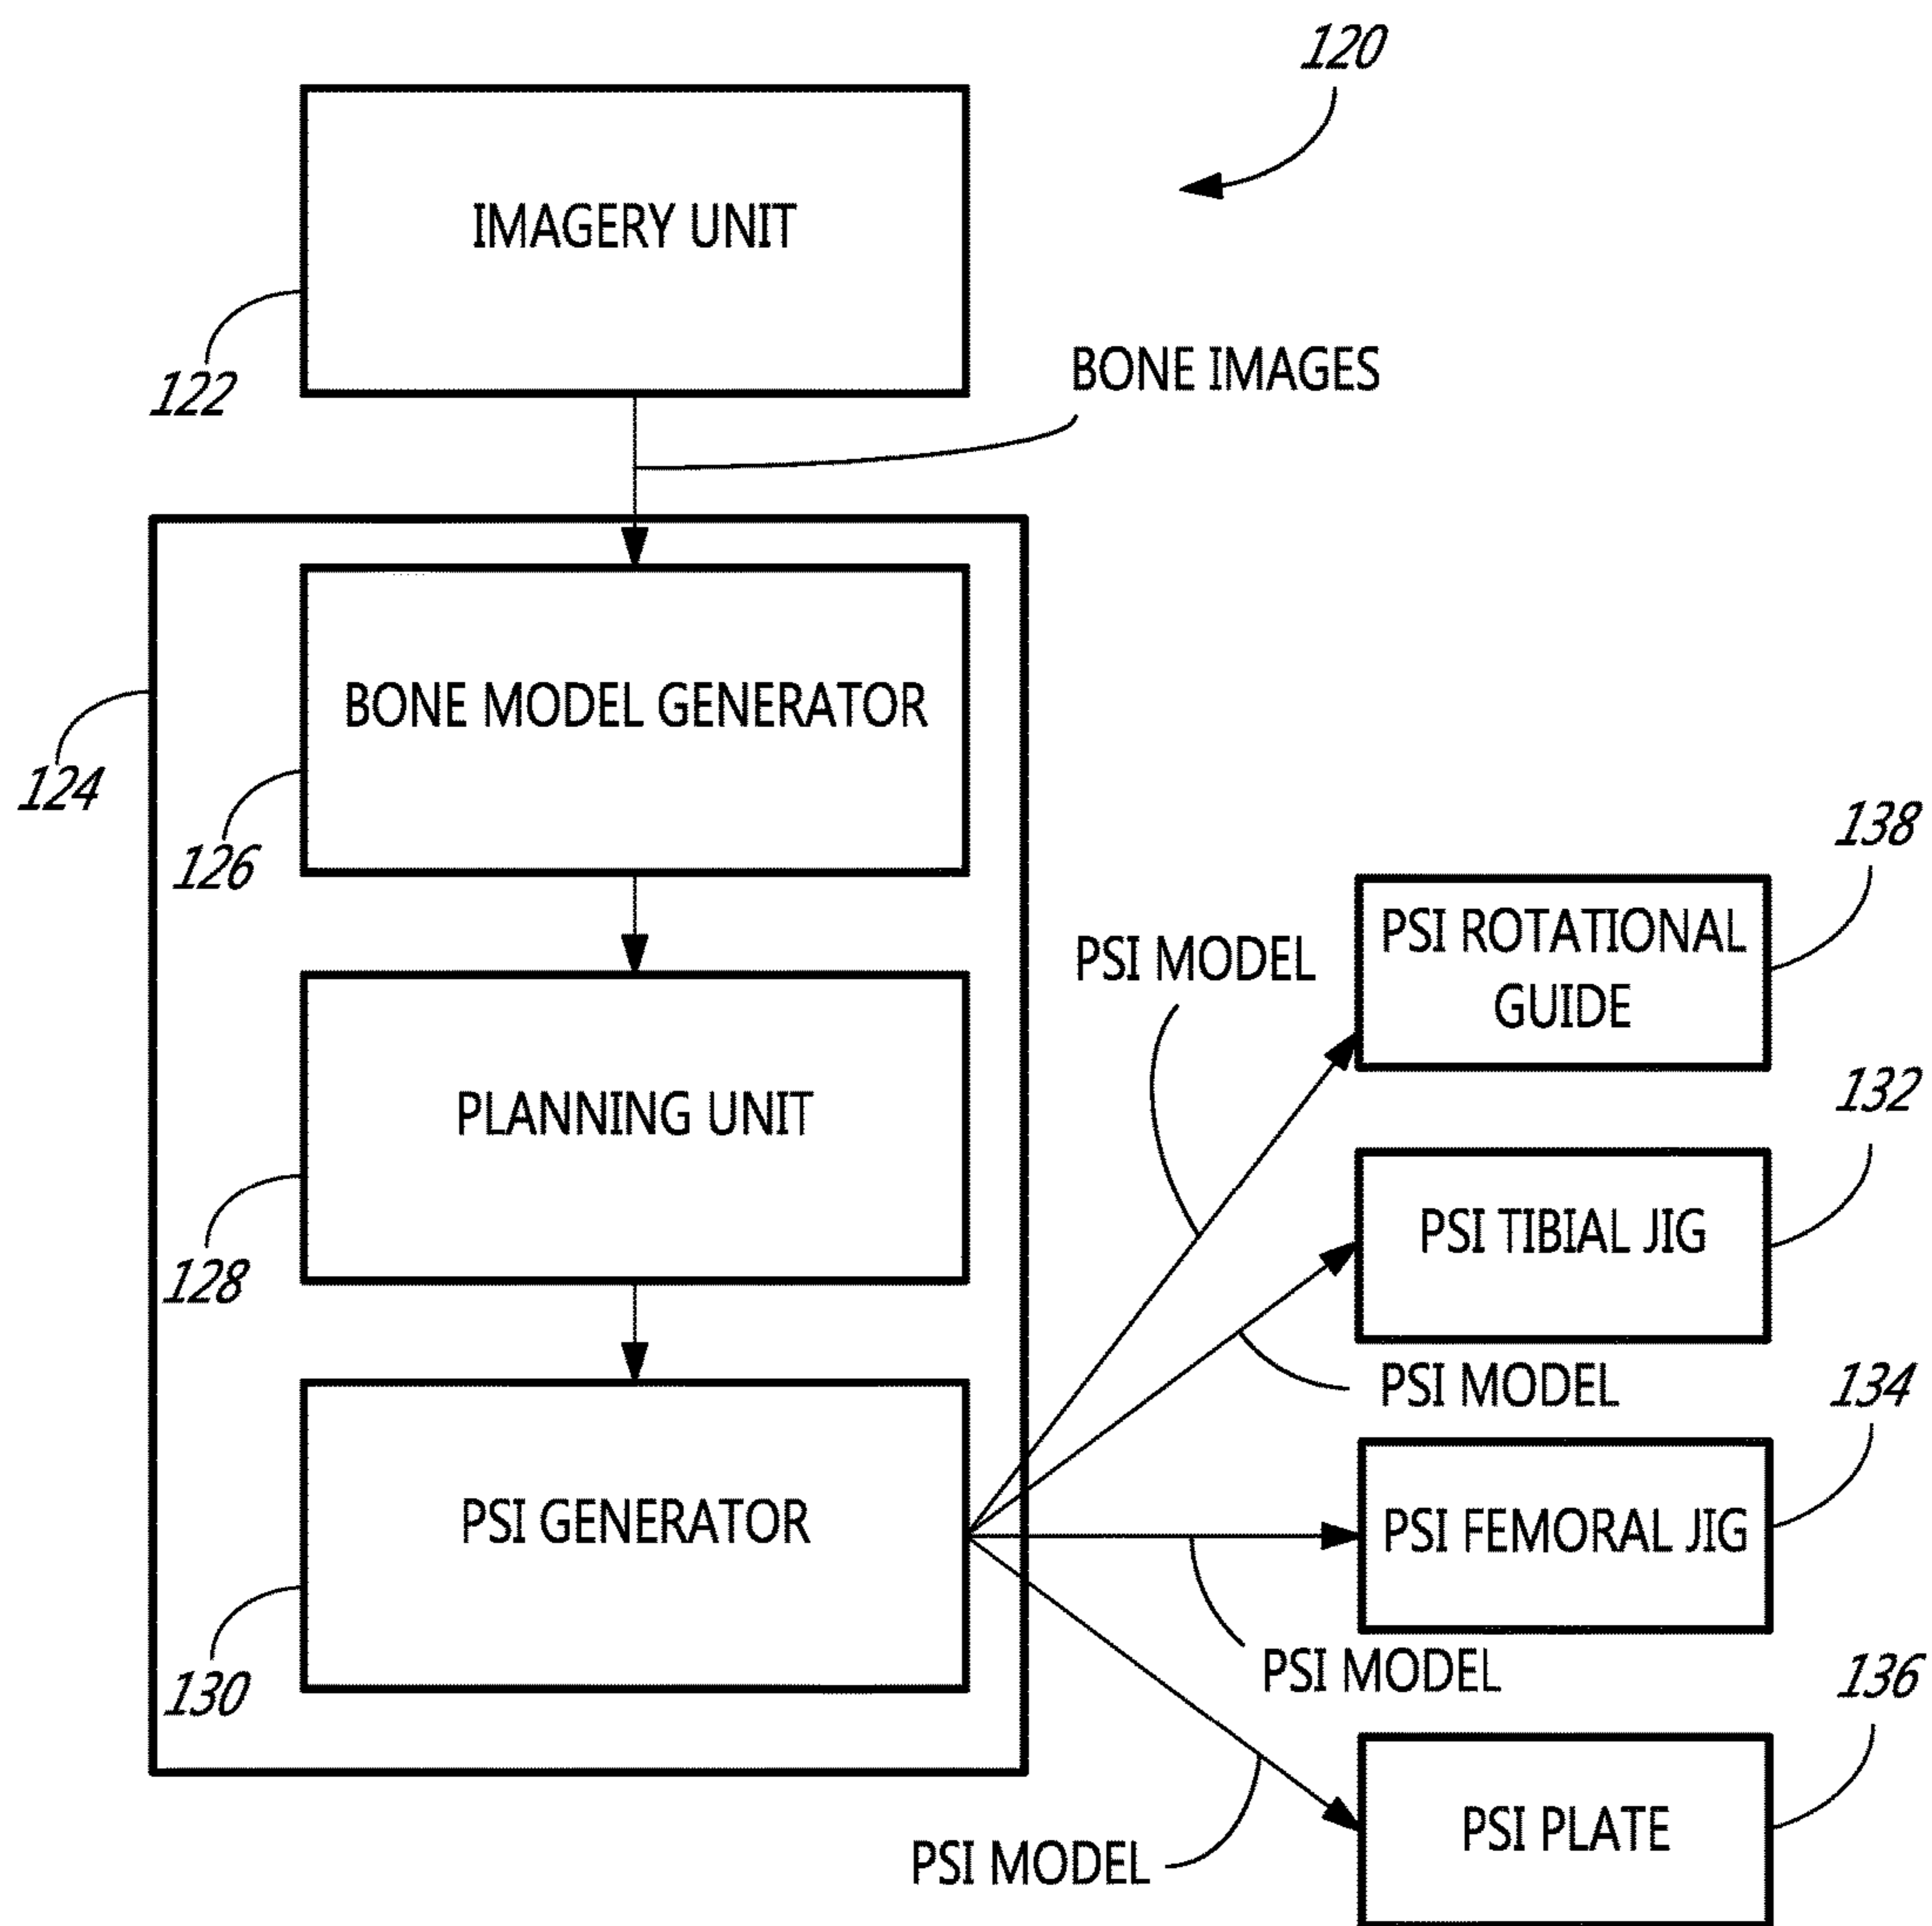 120
IMAGERY UNIT
122
BONE IMAGES
124
BONE MODEL GENERATOR
126
138
PSI ROTATIONAL
GUIDE
PSI MODEL
132
PLANNING UNIT
128
PSI TIBIAL JIG
PSI MODEL
134
PSI GENERATOR
130
PSI FEMORAL JIG
PSI MODEL
136
PSI PLATE
PSI MODEL